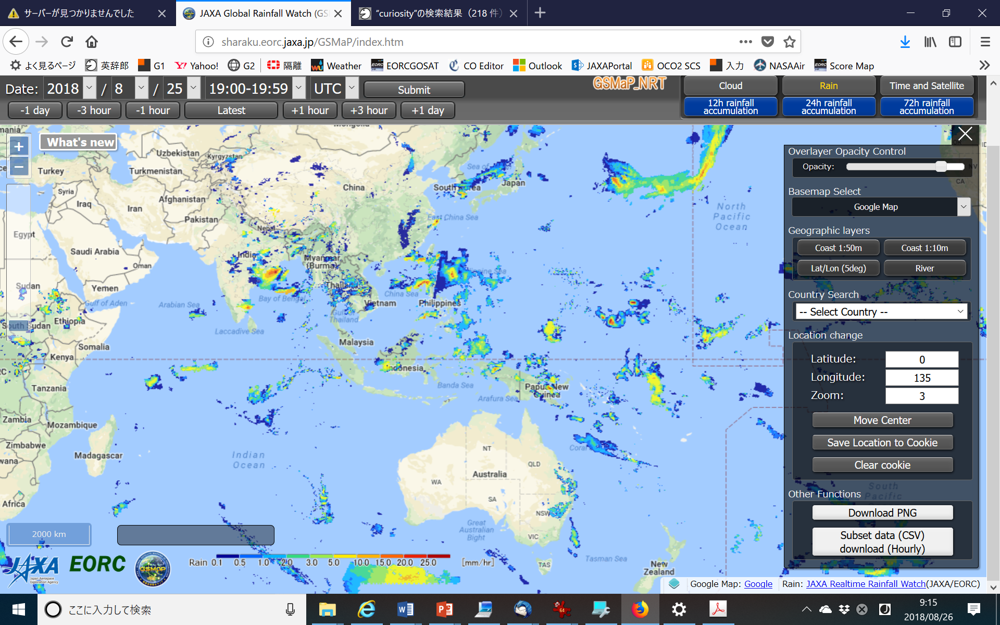 サーバーが見つかりませんでした
JAXA Global Rainfall Watch (GS
“curiosity”の検索結果（218 件）
sharaku.eorc.jaxa.jp/GSMaP/index.htm
よく見るページ 英辞郎 G1 Yahoo! G2 隔離 Weather EORCGOSAT CO Editor Outlook JAXAPortal OCO2 SCS 入力 NASAAir Score Map
Date: 2018 / 8 / 25 19:00-19:59 UTC Submit
GSMaP_NRT
Cloud Rain Time and Satellite
-1 day -3 hour -1 hour Latest +1 hour +3 hour +1 day
12h rainfall accumulation
24h rainfall accumulation
72h rainfall accumulation
What's new
+
−
mania
Mongolia
Uzbekistan
Kyrgyzstan
Turkey
Turkmenistan
China
Sea of
South Korea
Japan
Syria
Afghanistan
Iraq
Iran
Pakistan
East China Sea
North
Pacific
Ocean
Nepal
Egypt
Saudi Arabia
India
Oman
Myanmar
(Burma)
Philippine Sea
Sudan
Yemen
Thailand
Gulf of Aden
Arabian Sea
Bay of Bengal
China Sea
Vietnam
Philippines
Ethiopia
Gulf of
Thailand
South Sudan
Laccadive Sea
Somalia
Malaysia
Kenya
RC
Indonesia
Tanzania
Banda Sea
Papua New
Guinea
Arafura Sea
Zambia
Mozambique
Zimbabwe
wana
Madagascar
Indian
Ocean
NT
Coral
QLD
Australia
WA
SA
Africa
NSW
Great
Australian
Bight
VIC
TAS
Tasman Sea
New
Zealand
Overlayer Opacity Control
Opacity:
NV
CA
Basemap Select
Google Map
Geographic layers
Coast 1:50m Coast 1:10m
Lat/Lon (5deg) River
Country Search
-- Select Country --
Location change
Latitude: 0
Longitude: 135
Zoom: 3
Move Center
Save Location to Cookie
Clear cookie
South
Pacific
Other Functions
Download PNG
Subset data (CSV)
download (Hourly)
2000 km
JAXA
Japan Aerospace
Exploration Agency
EORC
GSMaP
Rain 0.1 0.5 1.0 2.0 3.0 5.0 10.0 15.0 20.0 25.0 [mm/hr]
Google Map: Google Rain: JAXA Realtime Rainfall Watch(JAXA/EORC)
ここに入力して検索
64
9:15
2018/08/26